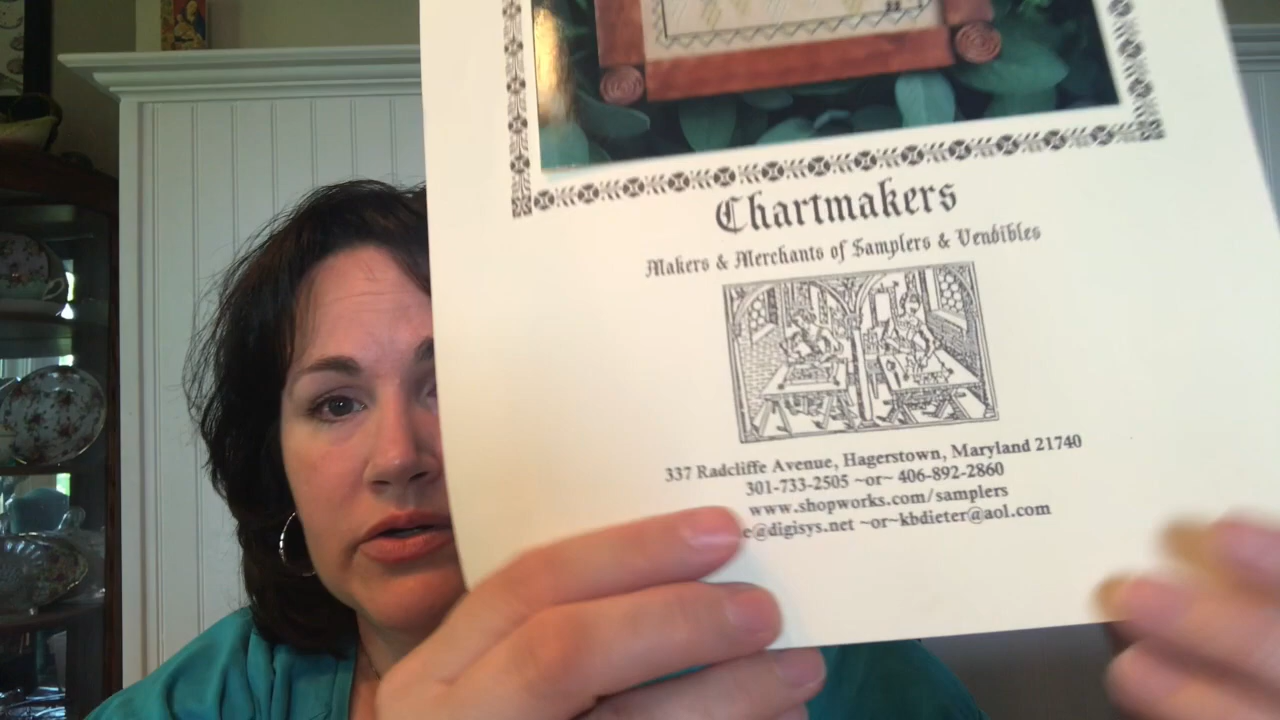 Chartmakers
Makers & Merchants of Samplers & Vendibles
337 Radcliffe Avenue, Hagerstown, Maryland 21740
301-733-2505 ~or~ 406-892-2860
www.shopworks.com/samplers
e@digisys.net ~or~kbdieter@aol.com